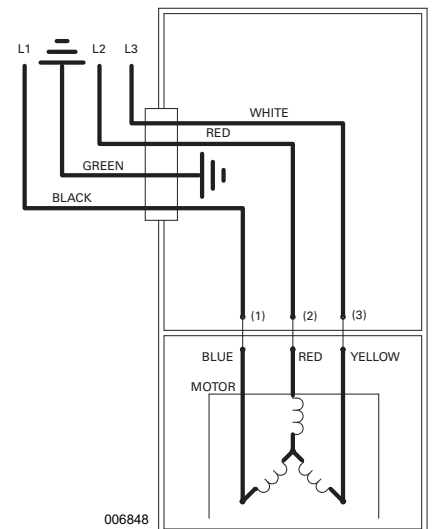 L1 L2 L3
WHITE
RED
GREEN
BLACK
(1) (2) (3)
BLUE RED YELLOW
MOTOR
006848